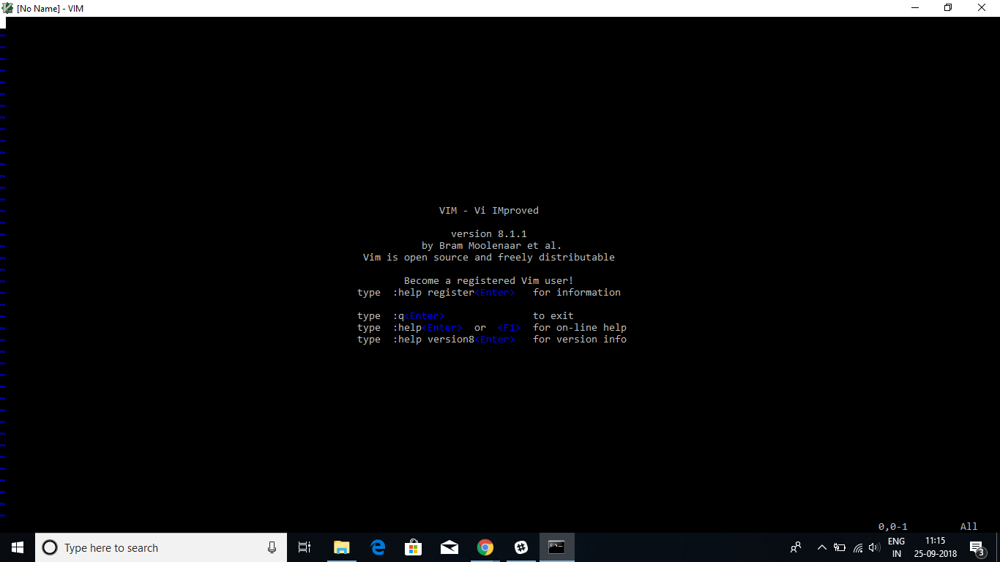 [No Name] - VIM
VIM - Vi IMproved
version 8.1.1
by Bram Moolenaar et al.
Vim is open source and freely distributable
Become a registered Vim user!
type  :help register<Enter>   for information
type  :q<Enter>               to exit
type  :help<Enter>  or  <F1>  for on-line help
type  :help version8<Enter>   for version info
0,0-1         All
Type here to search
ENG
IN
11:15
25-09-2018
3